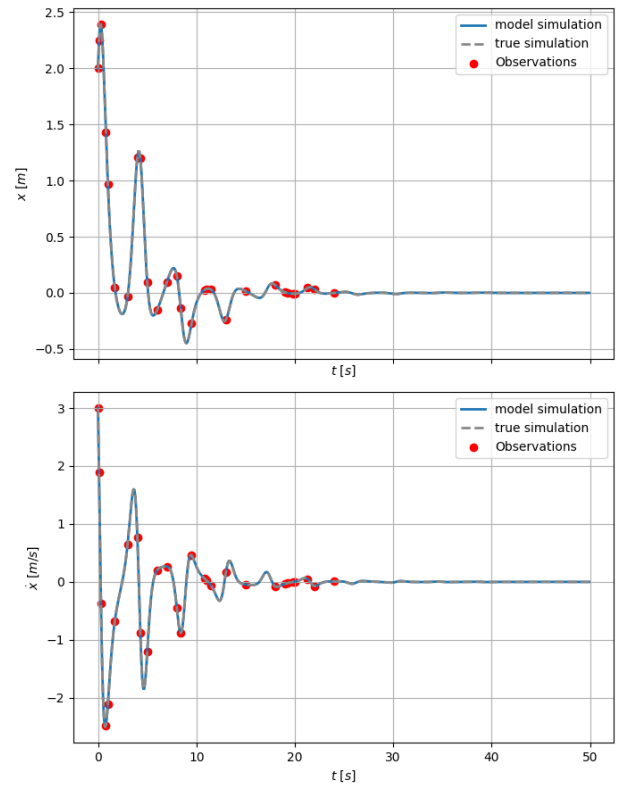 2.5
2.0
1.5
1.0
0.5
0.0
−0.5
x [m]
model simulation
true simulation
Observations
t [s]
3
2
1
0
−1
−2
ẋ [m/s]
model simulation
true simulation
Observations
0 10 20 30 40 50
t [s]